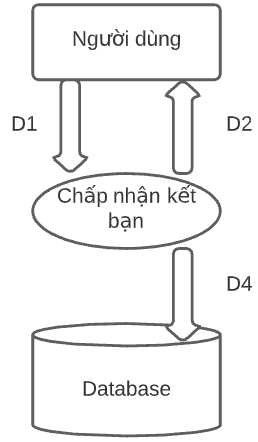 Người dùng
D1
D2
Chấp nhận kết
bạn
D4
Database